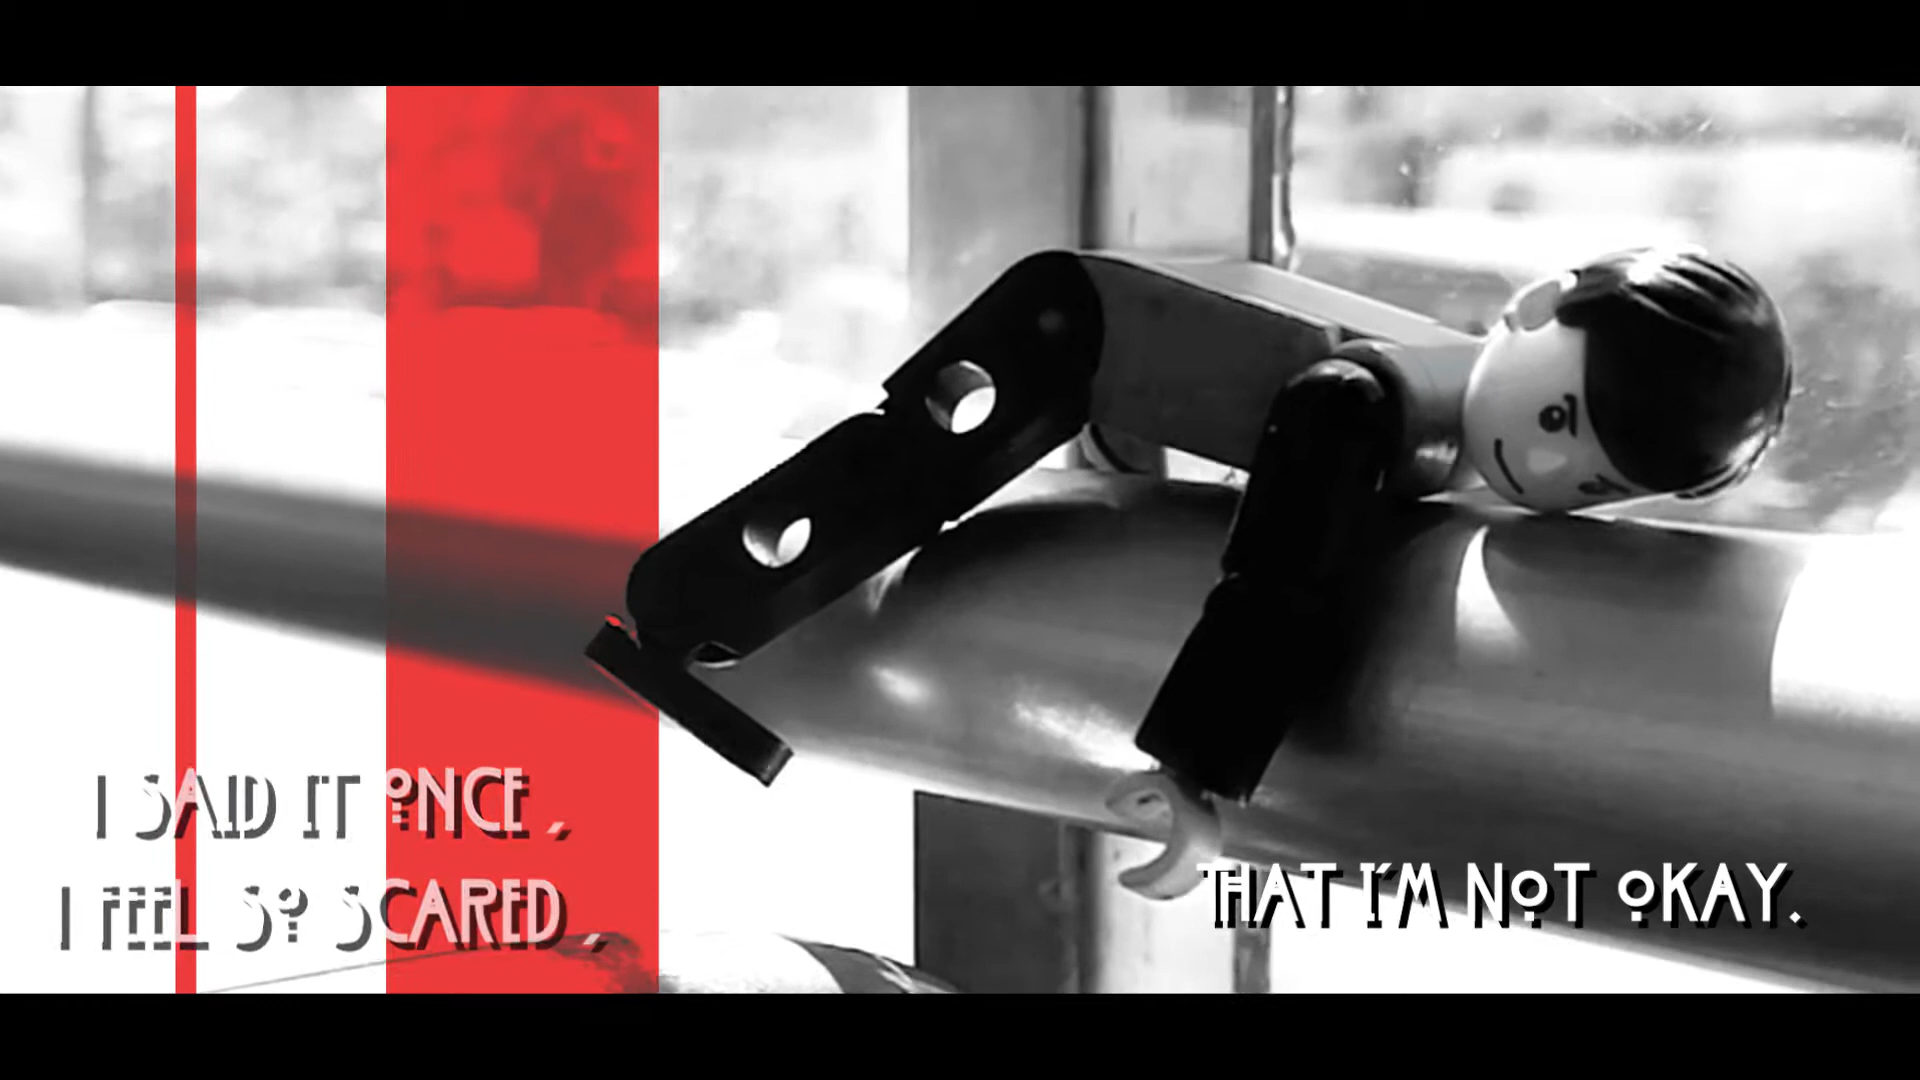 I SAID IT ONCE ,
I FEEL SO SCARED ,
THAT I'M NOT OKAY.